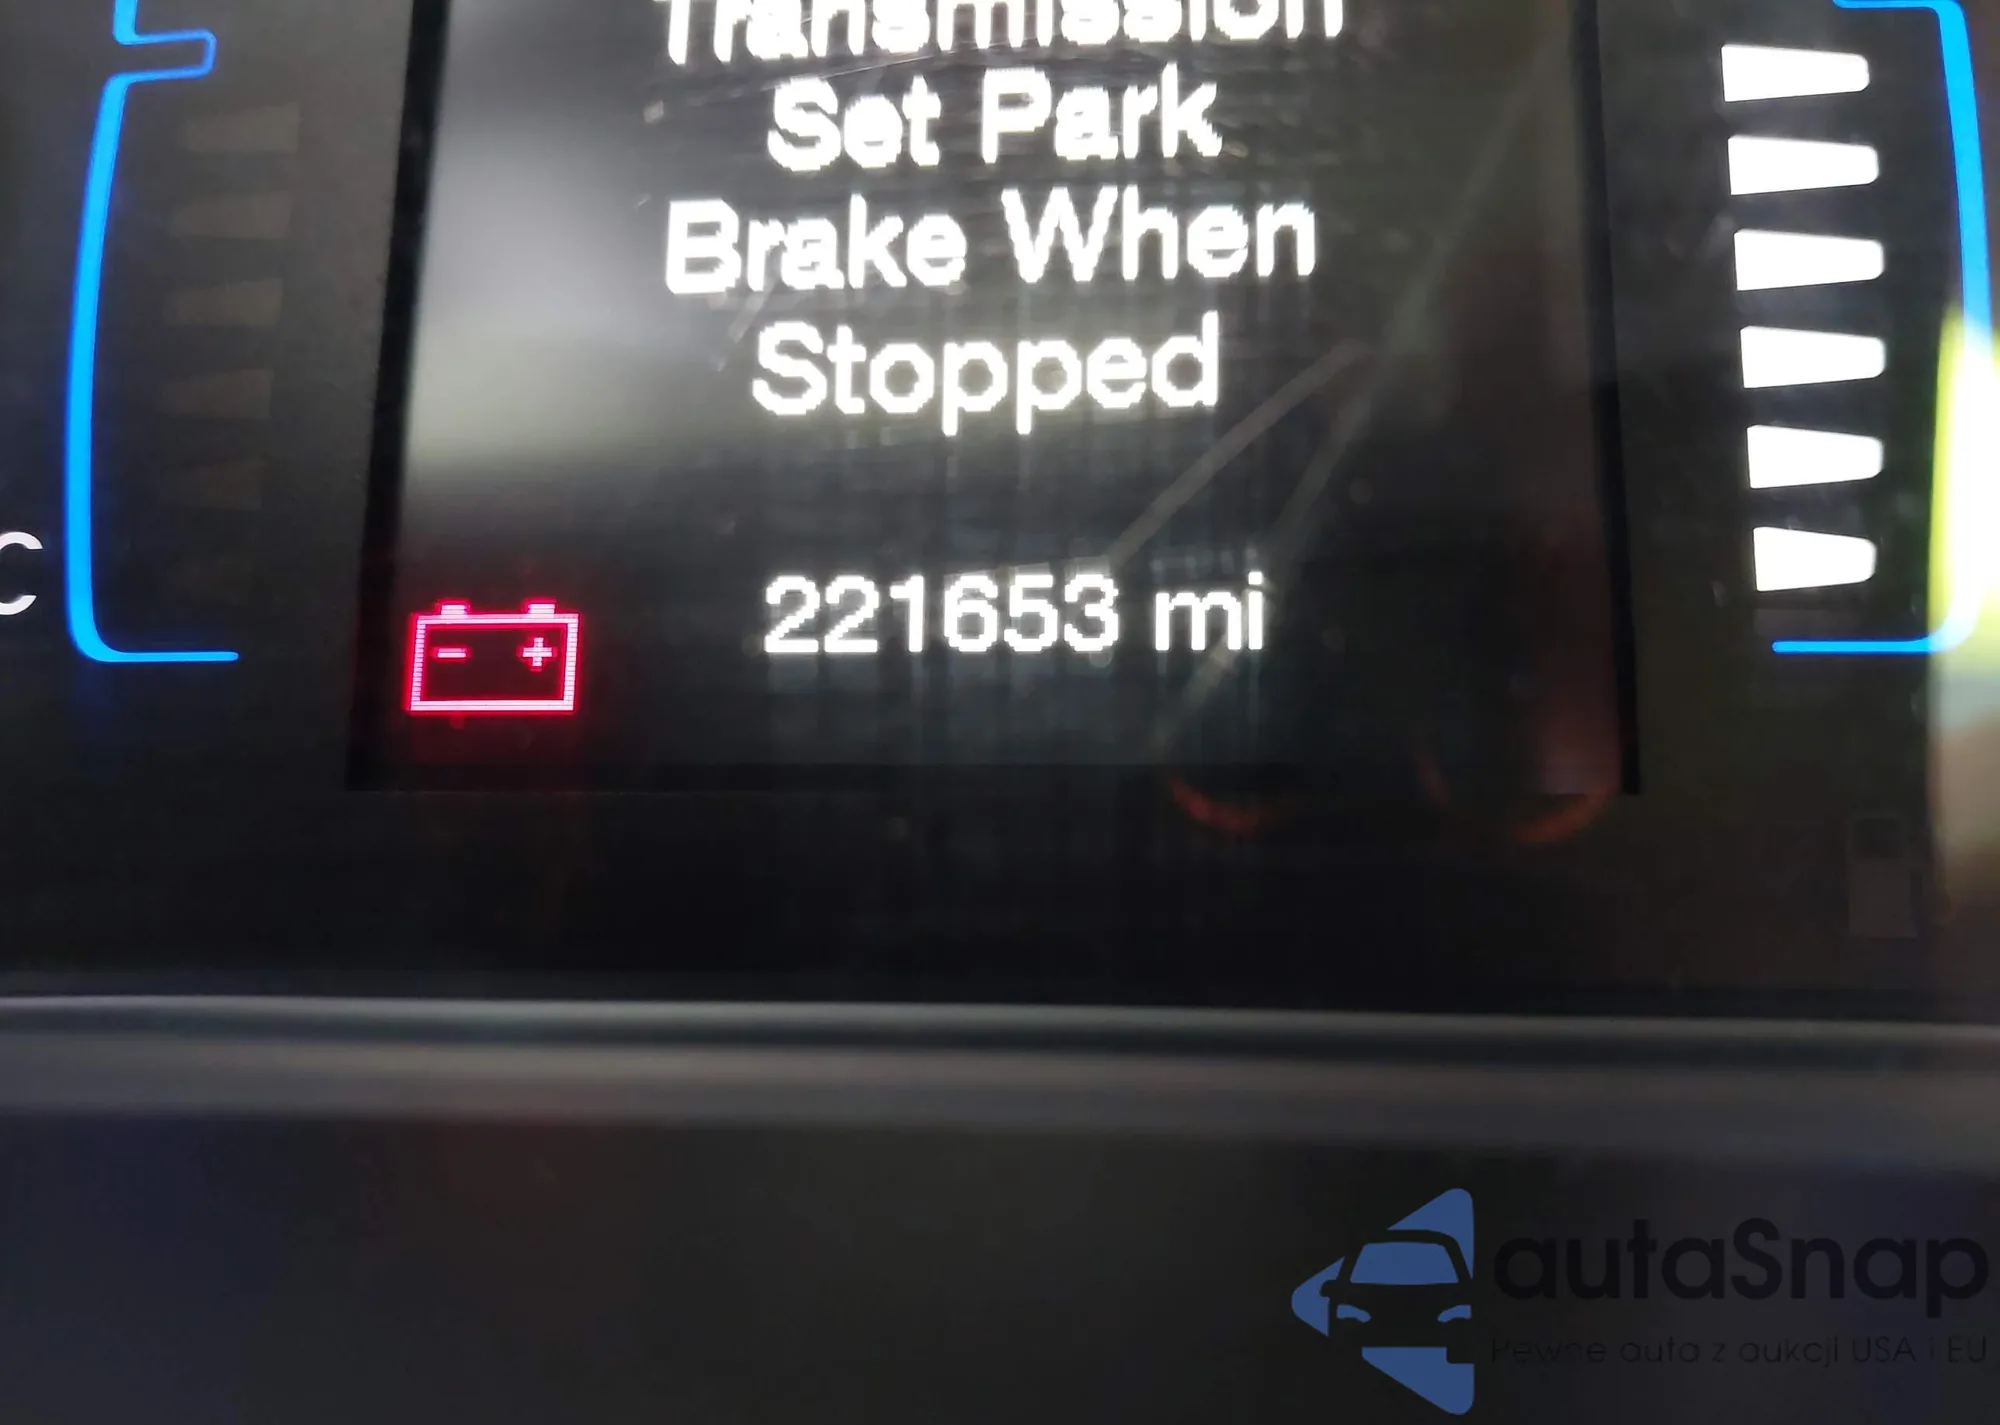 Transmission
Set Park
Brake When
Stopped
C
221653 mi
- +
autaSnap
Pewne auta z aukcji USA i EU